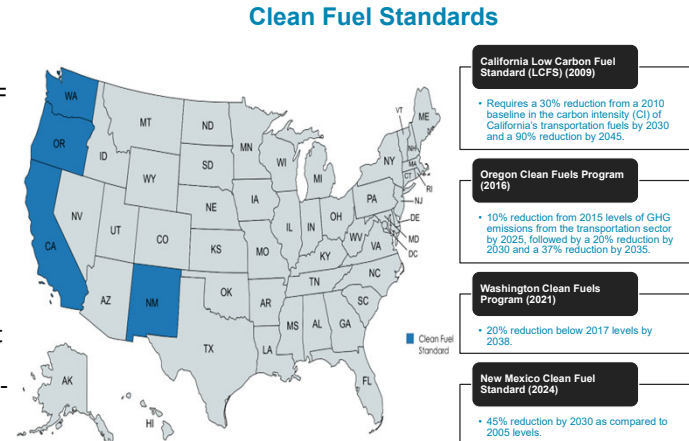 Clean Fuel Standards
F
WA
OR
CA
NV
ID
MT
WY
UT
AZ
CO
NM
ND
SD
NE
KS
OK
TX
MN
IA
MO
AR
LA
WI
IL
MI
IN
OH
KY
TN
MS
AL
GA
FL
SC
NC
VA
WV
PA
NY
VT
NH
ME
MA
CT
RI
NJ
DE
MD
DC
AK
HI
Clean Fuel
Standard
t
-
California Low Carbon Fuel
Standard (LCFS) (2009)
• Requires a 30% reduction from a 2010
baseline in the carbon intensity (CI) of
California's transportation fuels by 2030
and a 90% reduction by 2045.
Oregon Clean Fuels Program
(2016)
• 10% reduction from 2015 levels of GHG
emissions from the transportation sector
by 2025, followed by a 20% reduction by
2030 and a 37% reduction by 2035.
Washington Clean Fuels
Program (2021)
• 20% reduction below 2017 levels by
2038.
New Mexico Clean Fuel
Standard (2024)
• 45% reduction by 2030 as compared to
2005 levels.